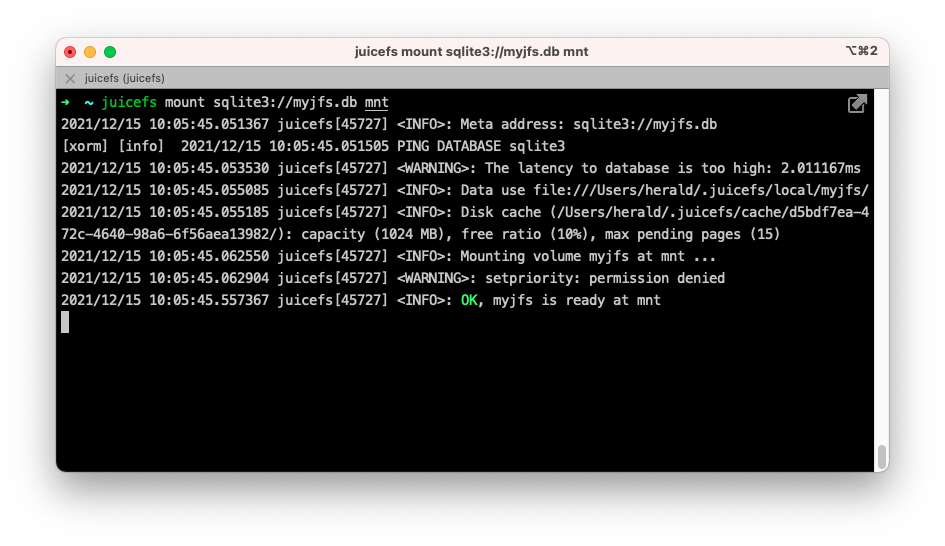 juicefs mount sqlite3://myjfs.db mnt
⌥⌘2
juicefs (juicefs)
➜ ~ juicefs mount sqlite3://myjfs.db mnt
2021/12/15 10:05:45.051367 juicefs[45727] <INFO>: Meta address: sqlite3://myjfs.db
[xorm] [info]  2021/12/15 10:05:45.051505 PING DATABASE sqlite3
2021/12/15 10:05:45.053530 juicefs[45727] <WARNING>: The latency to database is too high: 2.011167ms
2021/12/15 10:05:45.055085 juicefs[45727] <INFO>: Data use file:///Users/herald/.juicefs/local/myjfs/
2021/12/15 10:05:45.055185 juicefs[45727] <INFO>: Disk cache (/Users/herald/.juicefs/cache/d5bdf7ea-4
72c-4640-98a6-6f56aea13982/): capacity (1024 MB), free ratio (10%), max pending pages (15)
2021/12/15 10:05:45.062550 juicefs[45727] <INFO>: Mounting volume myjfs at mnt ...
2021/12/15 10:05:45.062904 juicefs[45727] <WARNING>: setpriority: permission denied
2021/12/15 10:05:45.557367 juicefs[45727] <INFO>: OK, myjfs is ready at mnt